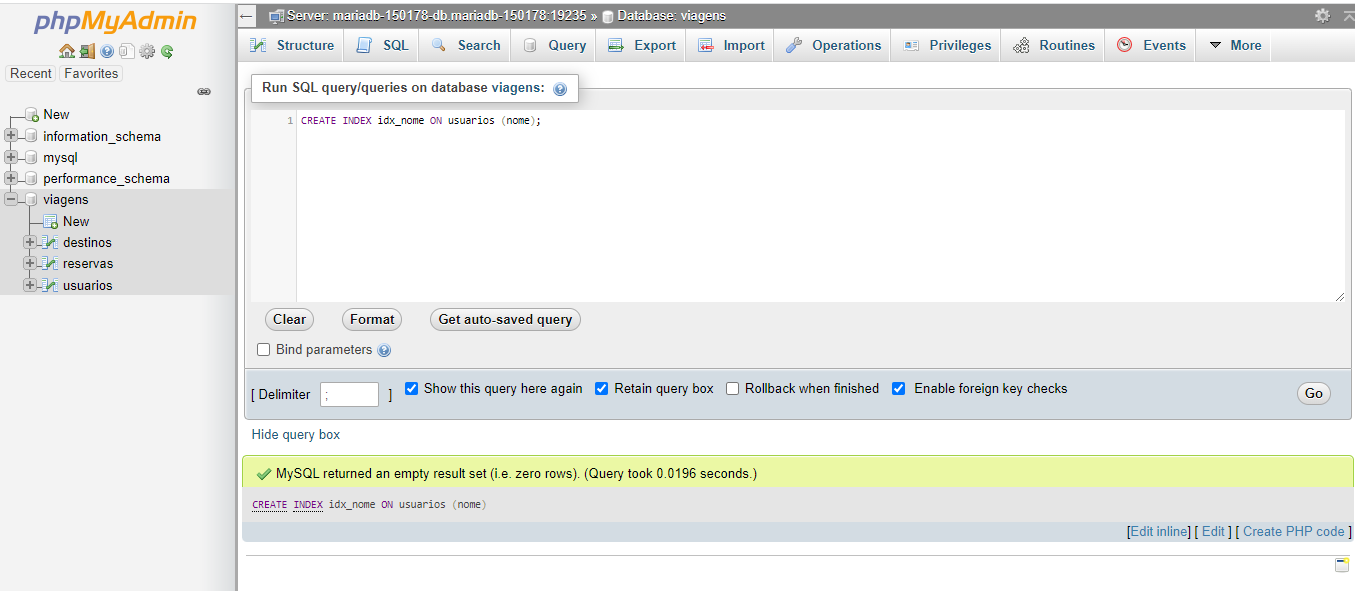 phpMyAdmin
Recent Favorites
New
information_schema
mysql
performance_schema
viagens
New
destinos
reservas
usuarios
Server: mariadb-150178-db.mariadb-150178:19235 » Database: viagens
Structure SQL Search Query Export Import Operations Privileges Routines Events More
Run SQL query/queries on database viagens:
1 CREATE INDEX idx_nome ON usuarios (nome);
Clear Format Get auto-saved query
Bind parameters
[ Delimiter ; ] Show this query here again Retain query box Rollback when finished Enable foreign key checks Go
Hide query box
MySQL returned an empty result set (i.e. zero rows). (Query took 0.0196 seconds.)
CREATE INDEX idx_nome ON usuarios (nome)
[Edit inline] [ Edit ] [ Create PHP code ]